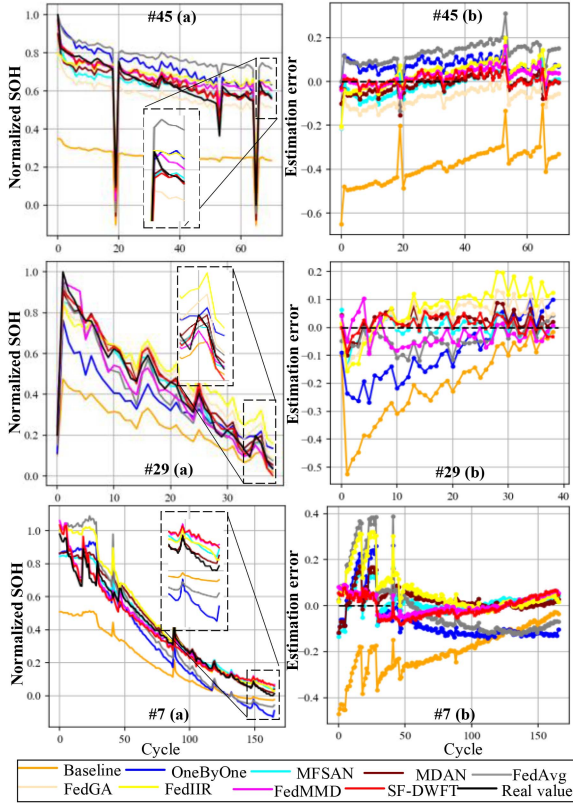 #45 (a)
Normalized SOH
1.0
0.8
0.6
0.4
0.2
0.0
0 20 40 60
#45 (b)
Estimation error
0.2
0.0
−0.2
−0.4
−0.6
0 20 40 60
#29 (a)
Normalized SOH
1.0
0.8
0.6
0.4
0.2
0.0
0 10 20 30
#29 (b)
Estimation error
0.2
0.1
0.0
−0.1
−0.2
−0.3
−0.4
−0.5
0 10 20 30 40
#7 (a)
Normalized SOH
1.0
0.8
0.6
0.4
0.2
0.0
0 50 100 150
Cycle
#7 (b)
Estimation error
0.4
0.2
0.0
−0.2
−0.4
0 50 100 150
Cycle
Baseline OneByOne MFSAN MDAN FedAvg
FedGA FedIIR FedMMD SF-DWFT Real value